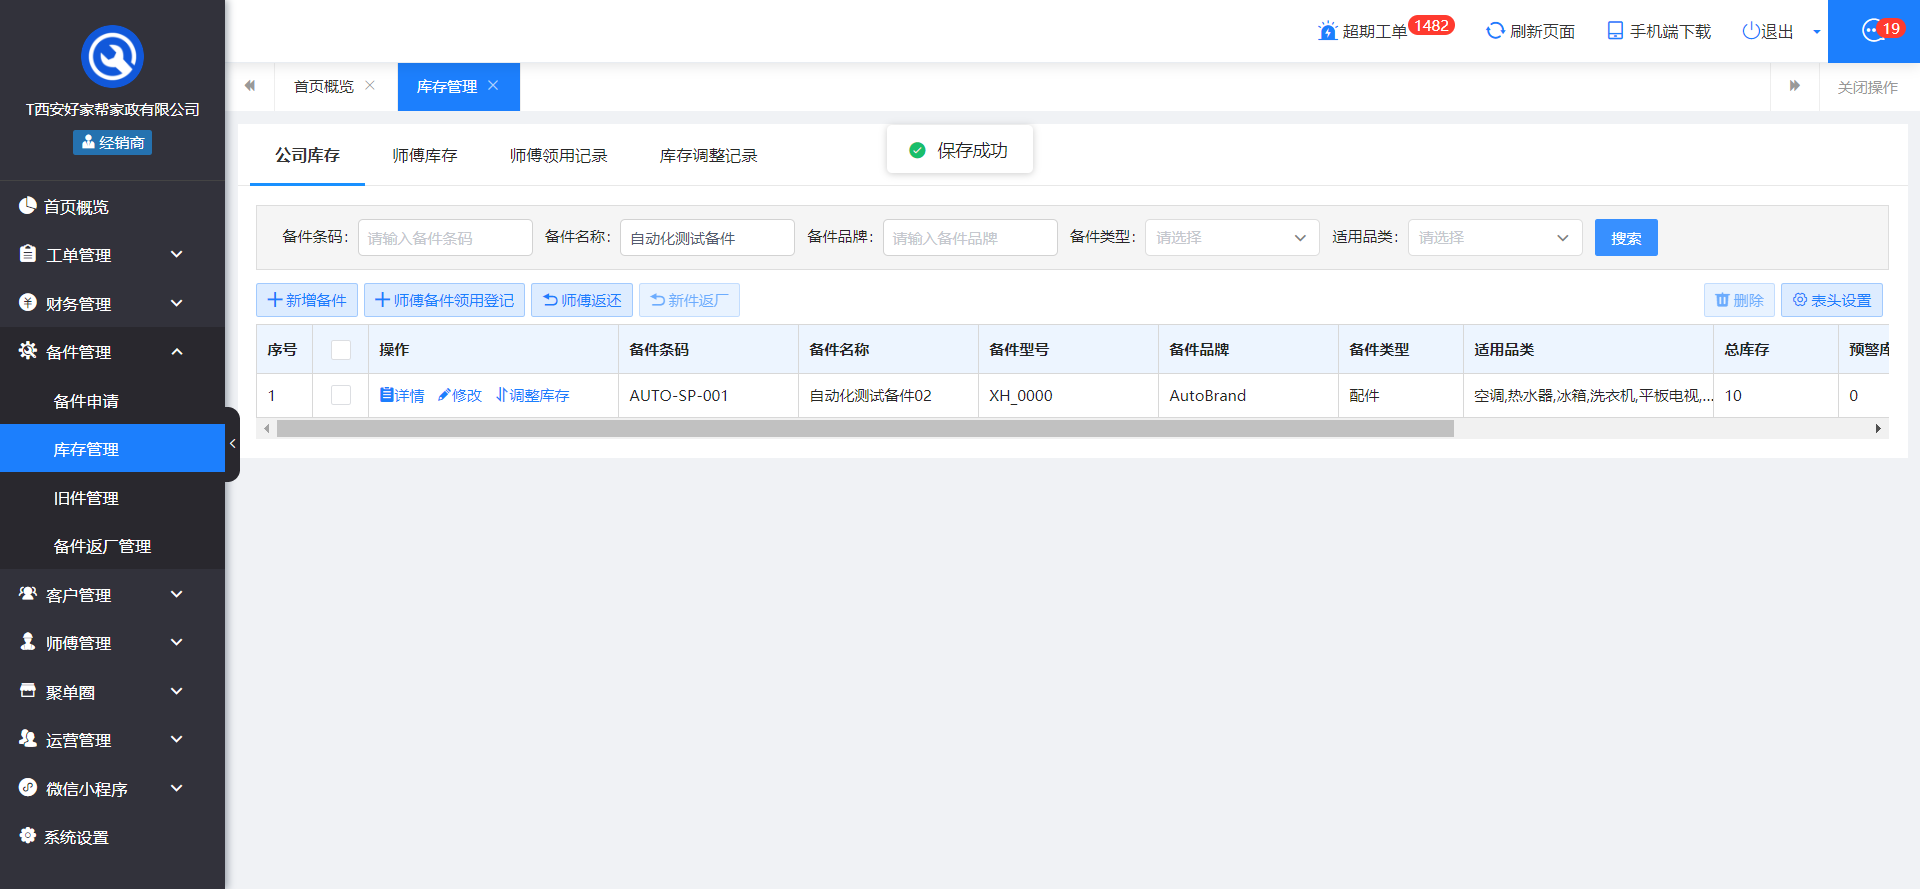 超期工单 1482 刷新页面 手机端下载 退出 19
T西安好家帮家政有限公司
经销商
首页概览
工单管理
财务管理
备件管理
备件申请
库存管理
旧件管理
备件返厂管理
客户管理
师傅管理
聚单圈
运营管理
微信小程序
系统设置
首页概览 库存管理 关闭操作
公司库存 师傅库存 师傅领用记录 库存调整记录
保存成功
备件条码： 请输入备件条码 备件名称： 自动化测试备件 备件品牌： 请输入备件品牌 备件类型： 请选择 适用品类： 请选择 搜索
新增备件 师傅备件领用登记 师傅返还 新件返厂 删除 表头设置
序号 操作 备件条码 备件名称 备件型号 备件品牌 备件类型 适用品类 总库存 预警库
1 详情 修改 调整库存 AUTO-SP-001 自动化测试备件02 XH_0000 AutoBrand 配件 空调,热水器,冰箱,洗衣机,平板电视,... 10 0